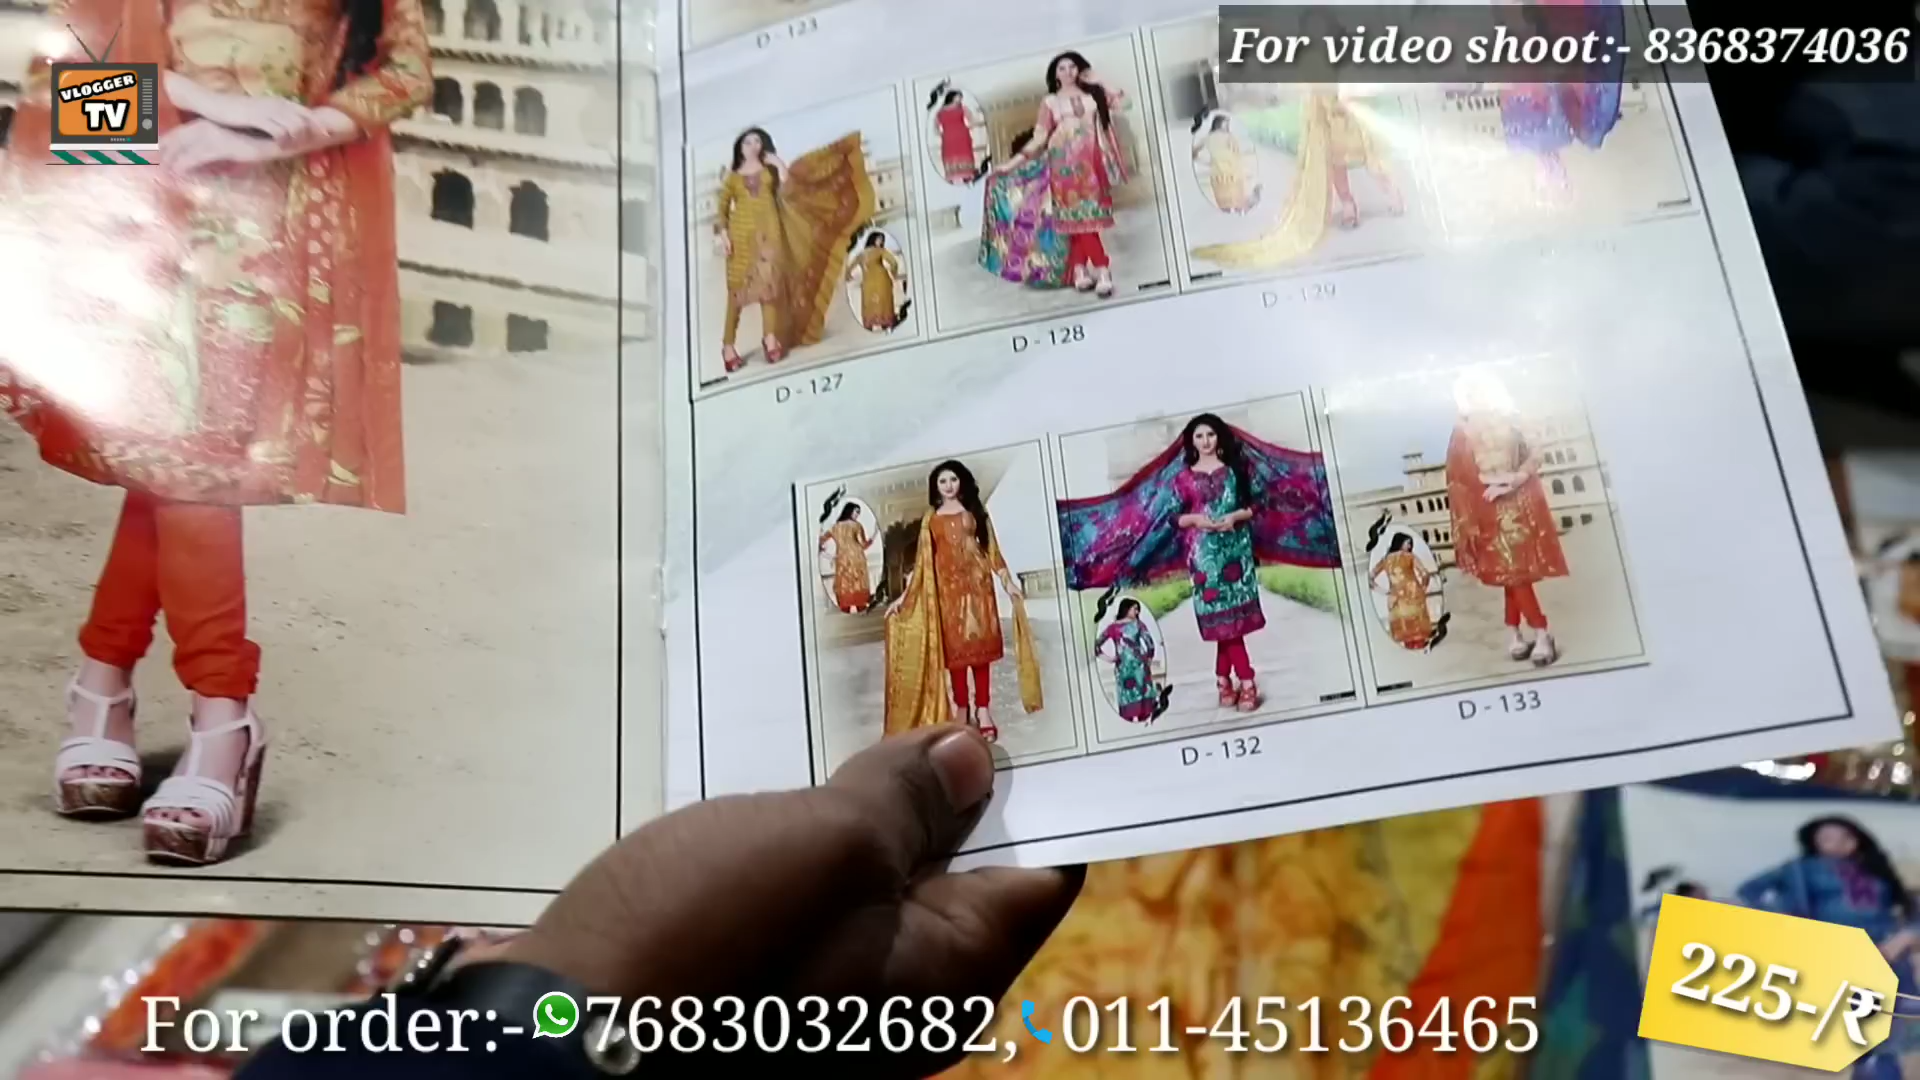 D - 123
For video shoot:- 8368374036
VLOGGER
TV
D - 129
D - 128
D - 127
D - 133
D - 132
225-/₹
For order:- 7683032682, 011-45136465